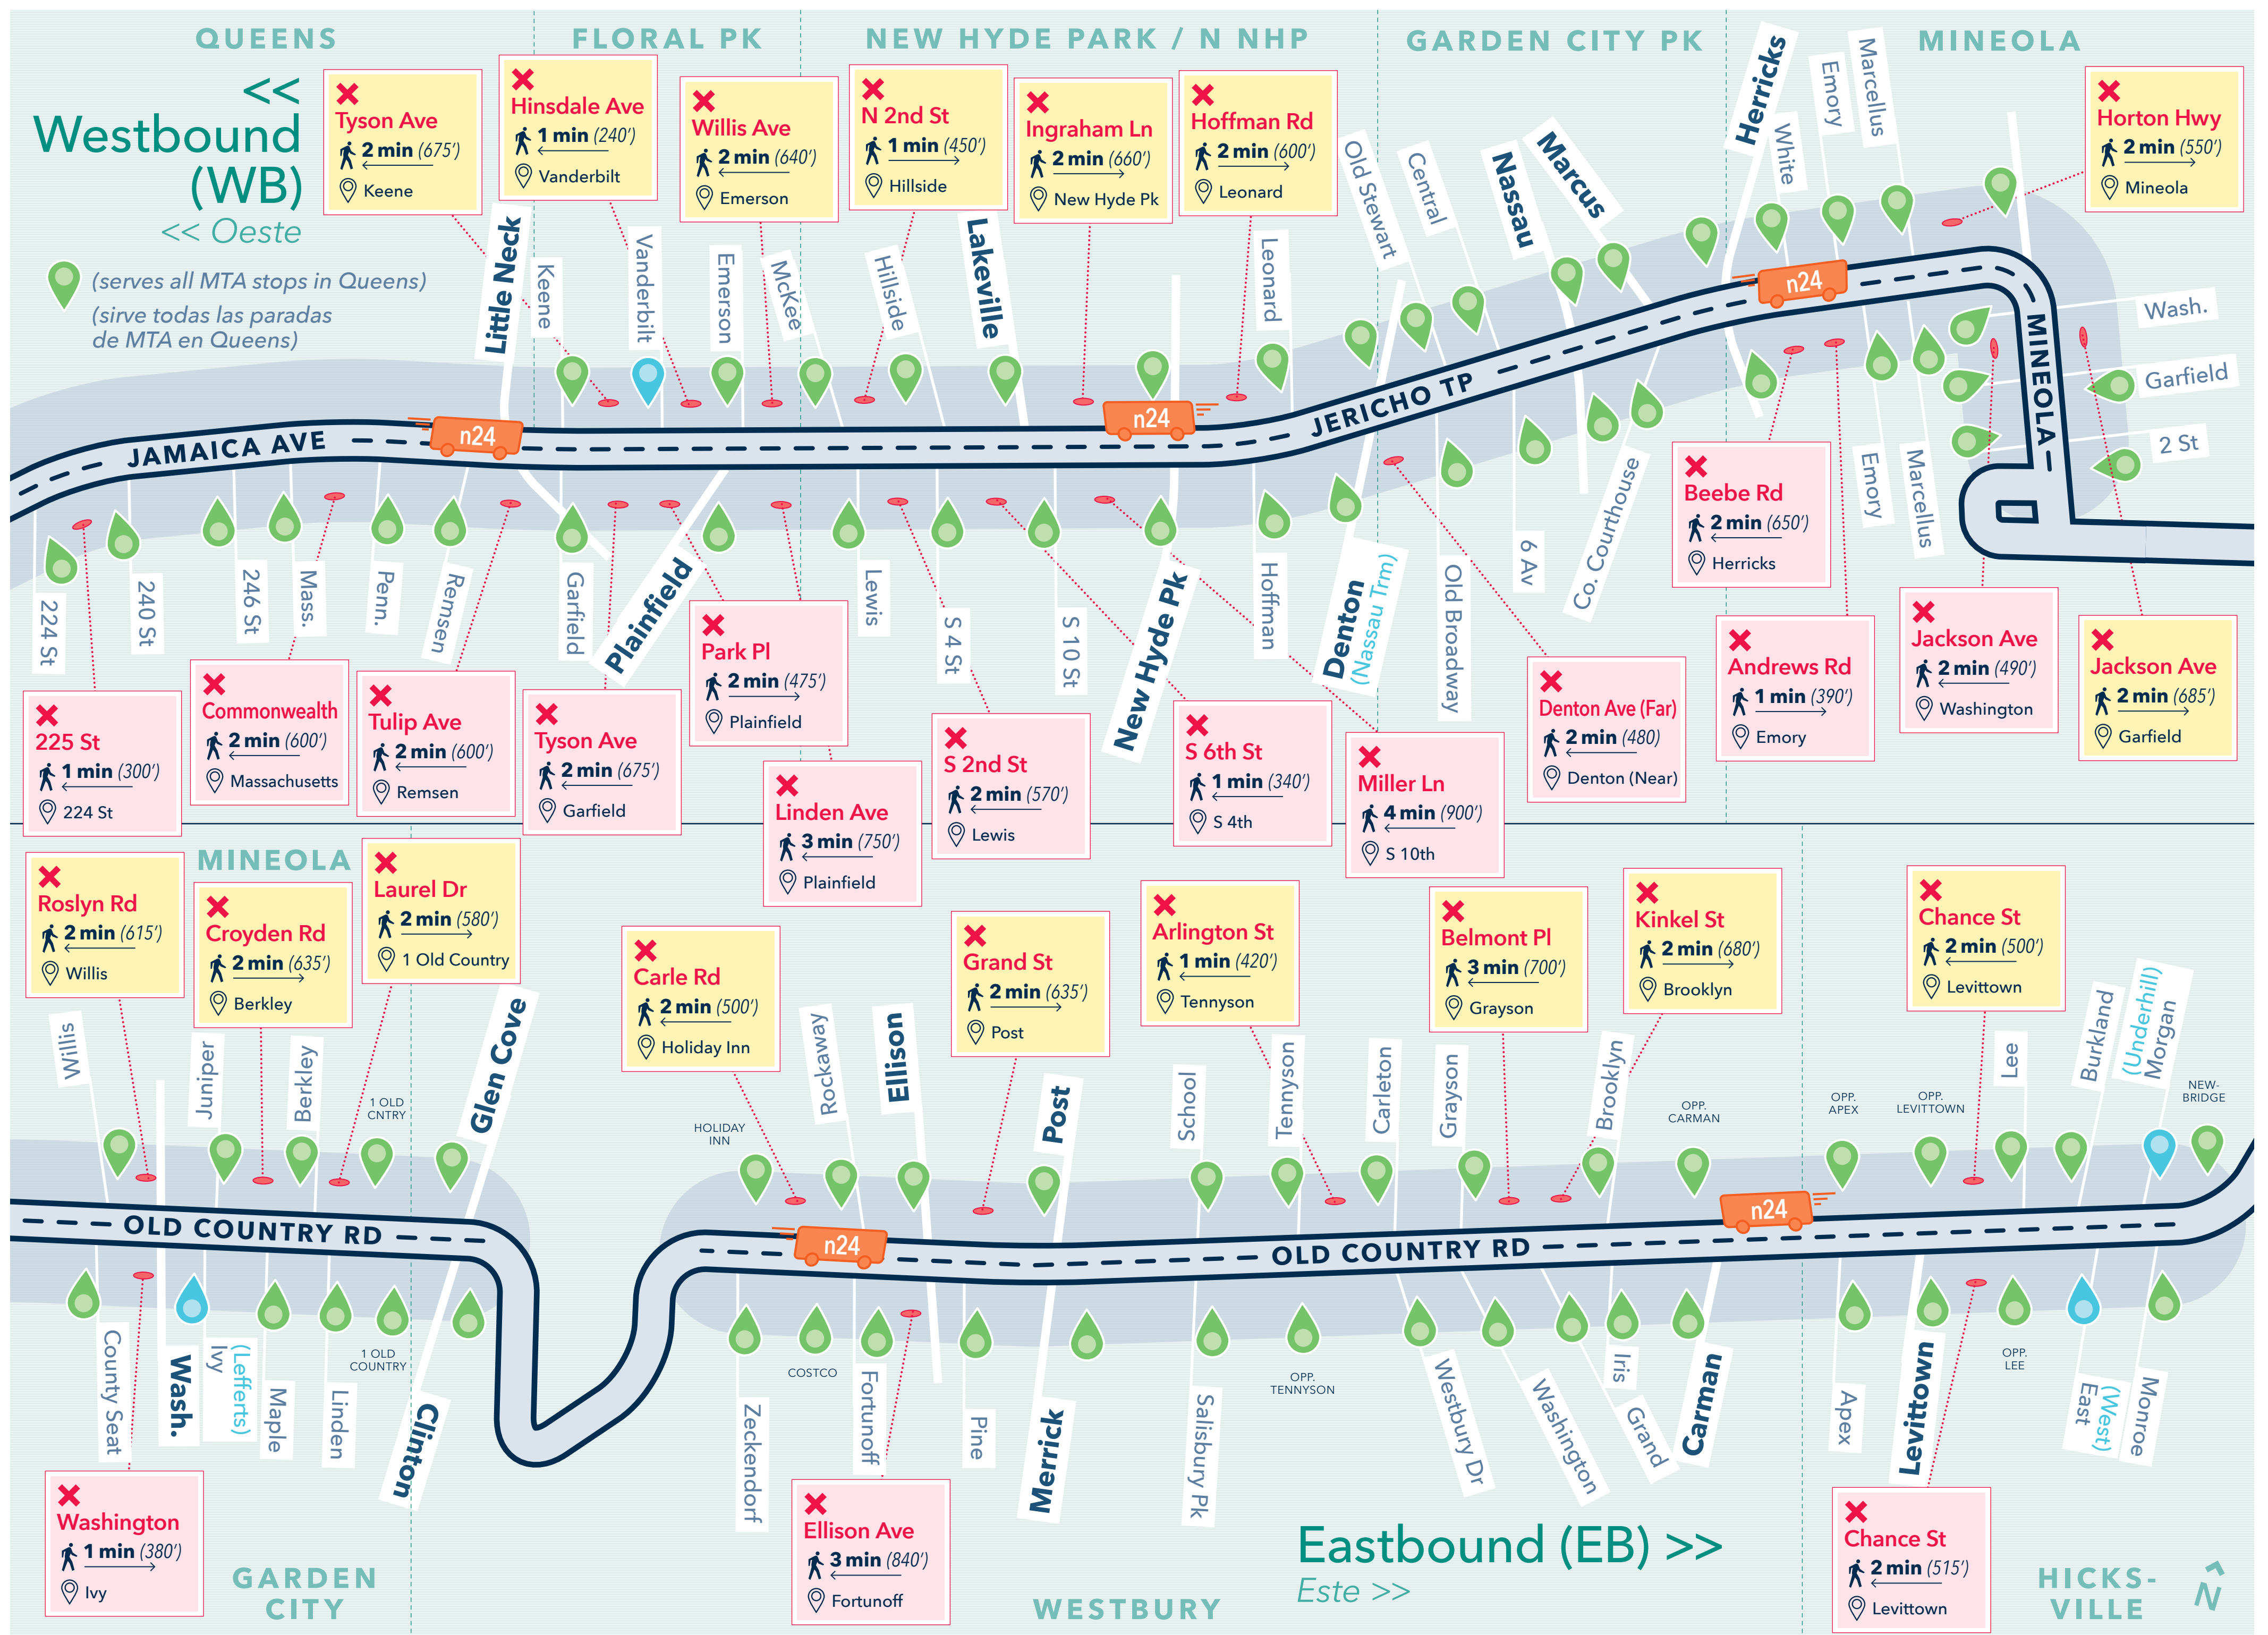 QUEENS
FLORAL PK
NEW HYDE PARK / N NHP
GARDEN CITY PK
MINEOLA
<<
Westbound
(WB)
<< Oeste
(serves all MTA stops in Queens)
(sirve todas las paradas
de MTA en Queens)
Tyson Ave
2 min (675')
Keene
Hinsdale Ave
1 min (240')
Vanderbilt
Willis Ave
2 min (640')
Emerson
N 2nd St
1 min (450')
Hillside
Ingraham Ln
2 min (660')
New Hyde Pk
Hoffman Rd
2 min (600')
Leonard
Horton Hwy
2 min (550')
Mineola
Little Neck
Keene
Vanderbilt
Emerson
McKee
Hillside
Lakeville
Leonard
Old Stewart
Central
Nassau
Marcus
Herricks
White
Emory
Marcellus
Wash.
Garfield
2 St
JAMAICA AVE
n24
n24
JERICHO TP
n24
MINEOLA
224 St
240 St
246 St
Mass.
Penn.
Remsen
Garfield
Plainfield
Lewis
S 4 St
S 10 St
New Hyde Pk
Hoffman
Denton
(Nassau Trm)
Old Broadway
6 Av
Co. Courthouse
Emory
Marcellus
225 St
1 min (300')
224 St
Commonwealth
2 min (600')
Massachusetts
Tulip Ave
2 min (600')
Remsen
Tyson Ave
2 min (675')
Garfield
Park Pl
2 min (475')
Plainfield
Linden Ave
3 min (750')
Plainfield
S 2nd St
2 min (570')
Lewis
S 6th St
1 min (340')
S 4th
Miller Ln
4 min (900')
S 10th
Denton Ave (Far)
2 min (480)
Denton (Near)
Beebe Rd
2 min (650')
Herricks
Andrews Rd
1 min (390')
Emory
Jackson Ave
2 min (490')
Washington
Jackson Ave
2 min (685')
Garfield
MINEOLA
Roslyn Rd
2 min (615')
Willis
Croyden Rd
2 min (635')
Berkley
Laurel Dr
2 min (580')
1 Old Country
Carle Rd
2 min (500')
Holiday Inn
Grand St
2 min (635')
Post
Arlington St
1 min (420')
Tennyson
Belmont Pl
3 min (700')
Grayson
Kinkel St
2 min (680')
Brooklyn
Chance St
2 min (500')
Levittown
Willis
Juniper
Berkley
1 OLD
CNTRY
Glen Cove
HOLIDAY
INN
Rockaway
Ellison
Post
School
Tennyson
Carleton
Grayson
Brooklyn
OPP.
CARMAN
OPP.
APEX
OPP.
LEVITTOWN
Lee
Burkland
(Underhill)
Morgan
NEW-
BRIDGE
OLD COUNTRY RD
n24
OLD COUNTRY RD
n24
County Seat
Wash.
Ivy
(Lefferts)
Maple
Linden
1 OLD
COUNTRY
Clinton
Zeckendorf
COSTCO
Fortunoff
Pine
Merrick
Salisbury Pk
OPP.
TENNYSON
Westbury Dr
Washington
Iris
Grand
Carman
Apex
Levittown
OPP.
LEE
East
(West)
Monroe
Washington
1 min (380')
Ivy
Ellison Ave
3 min (840')
Fortunoff
Chance St
2 min (515')
Levittown
GARDEN
CITY
WESTBURY
Eastbound (EB) >>
Este >>
HICKS-
VILLE
N